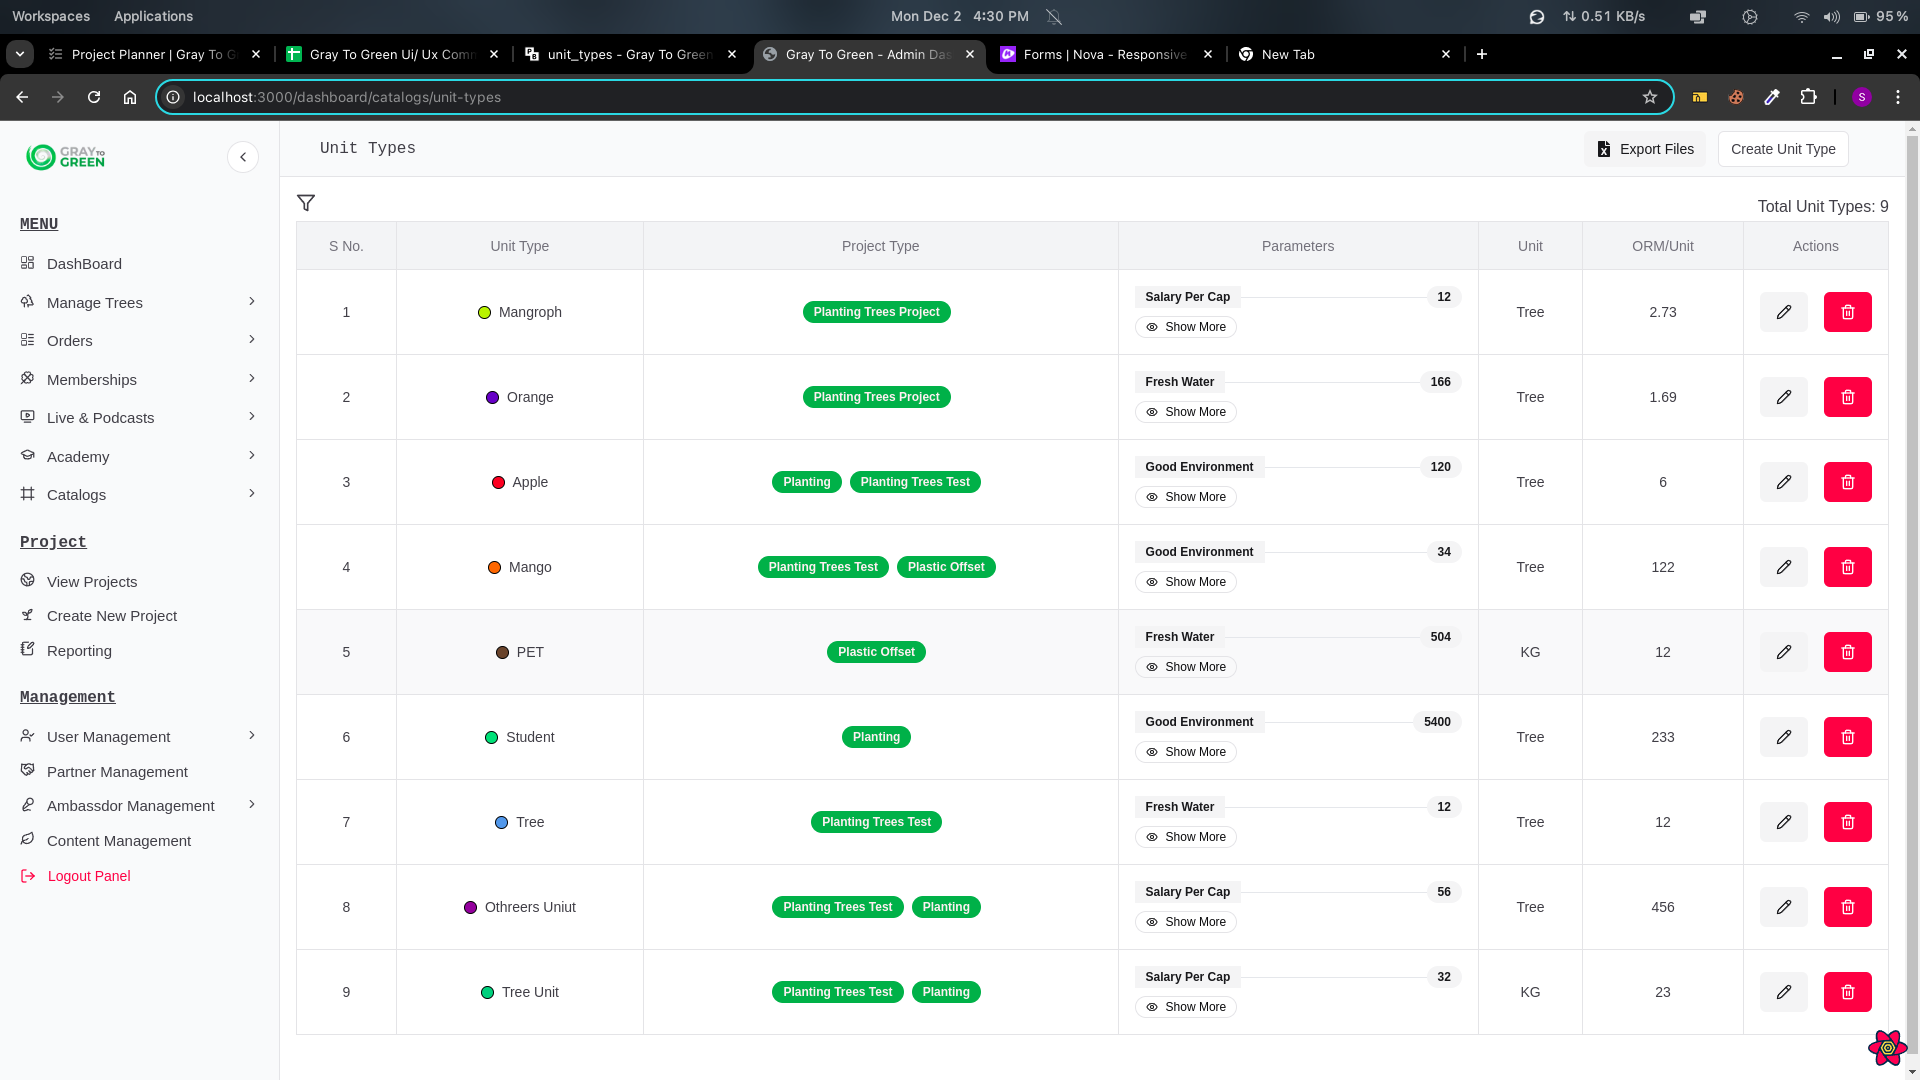 Workspaces Applications Mon Dec 2 4:30 PM 0.51 KB/s 95%
Project Planner | Gray To G Gray To Green Ui/ Ux Com unit_types - Gray To Green Gray To Green - Admin Das Forms | Nova - Responsive New Tab
localhost:3000/dashboard/catalogs/unit-types S
GRAY TO GREEN
Unit Types Export Files Create Unit Type
MENU
DashBoard
Manage Trees
Orders
Memberships
Live & Podcasts
Academy
Catalogs
Project
View Projects
Create New Project
Reporting
Management
User Management
Partner Management
Ambassdor Management
Content Management
Logout Panel
Total Unit Types: 9
S No. Unit Type Project Type Parameters Unit ORM/Unit Actions
1 Mangroph Planting Trees Project Salary Per Cap 12 Show More Tree 2.73
2 Orange Planting Trees Project Fresh Water 166 Show More Tree 1.69
3 Apple Planting Planting Trees Test Good Environment 120 Show More Tree 6
4 Mango Planting Trees Test Plastic Offset Good Environment 34 Show More Tree 122
5 PET Plastic Offset Fresh Water 504 Show More KG 12
6 Student Planting Good Environment 5400 Show More Tree 233
7 Tree Planting Trees Test Fresh Water 12 Show More Tree 12
8 Othreers Uniut Planting Trees Test Planting Salary Per Cap 56 Show More Tree 456
9 Tree Unit Planting Trees Test Planting Salary Per Cap 32 Show More KG 23